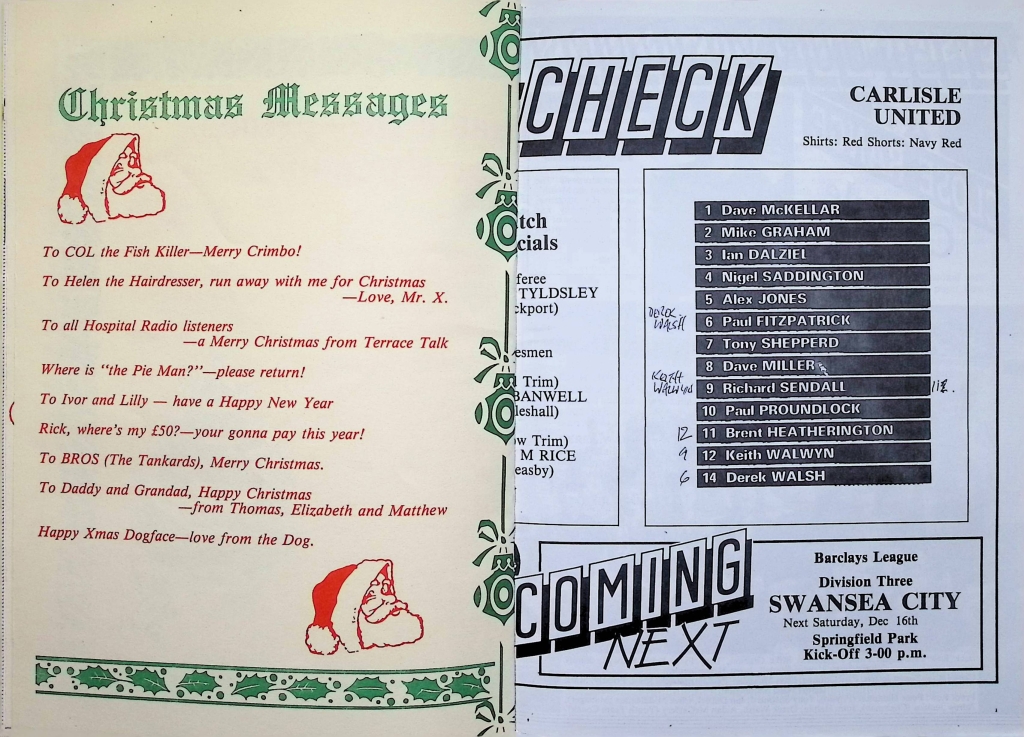 Christmas Messages
To COL the Fish Killer—Merry Crimbo!
To Helen the Hairdresser, run away with me for Christmas
—Love, Mr. X.
To all Hospital Radio listeners
—a Merry Christmas from Terrace Talk
Where is "the Pie Man?"—please return!
To Ivor and Lilly — have a Happy New Year
Rick, where's my £50?—your gonna pay this year!
To BROS (The Tankards), Merry Christmas.
To Daddy and Grandad, Happy Christmas
—from Thomas, Elizabeth and Matthew
Happy Xmas Dogface—love from the Dog.
CHECK
CARLISLE
UNITED
Shirts: Red Shorts: Navy Red
tch
cials
feree
TYLDSLEY
ckport)
esmen
Trim)
BANWELL
leshall)
ow Trim)
M RICE
easby)
1 Dave McKELLAR
2 Mike GRAHAM
3 Ian DALZIEL
4 Nigel SADDINGTON
5 Alex JONES
DEREK WALSH
6 Paul FITZPATRICK
7 Tony SHEPPERD
8 Dave MILLER
KEITH WALWYN
9 Richard SENDALL
10 Paul PROUNDLOCK
12 11 Brent HEATHERINGTON
9 12 Keith WALWYN
6 14 Derek WALSH
COMING
NEXT
Barclays League
Division Three
SWANSEA CITY
Next Saturday, Dec 16th
Springfield Park
Kick-Off 3-00 p.m.